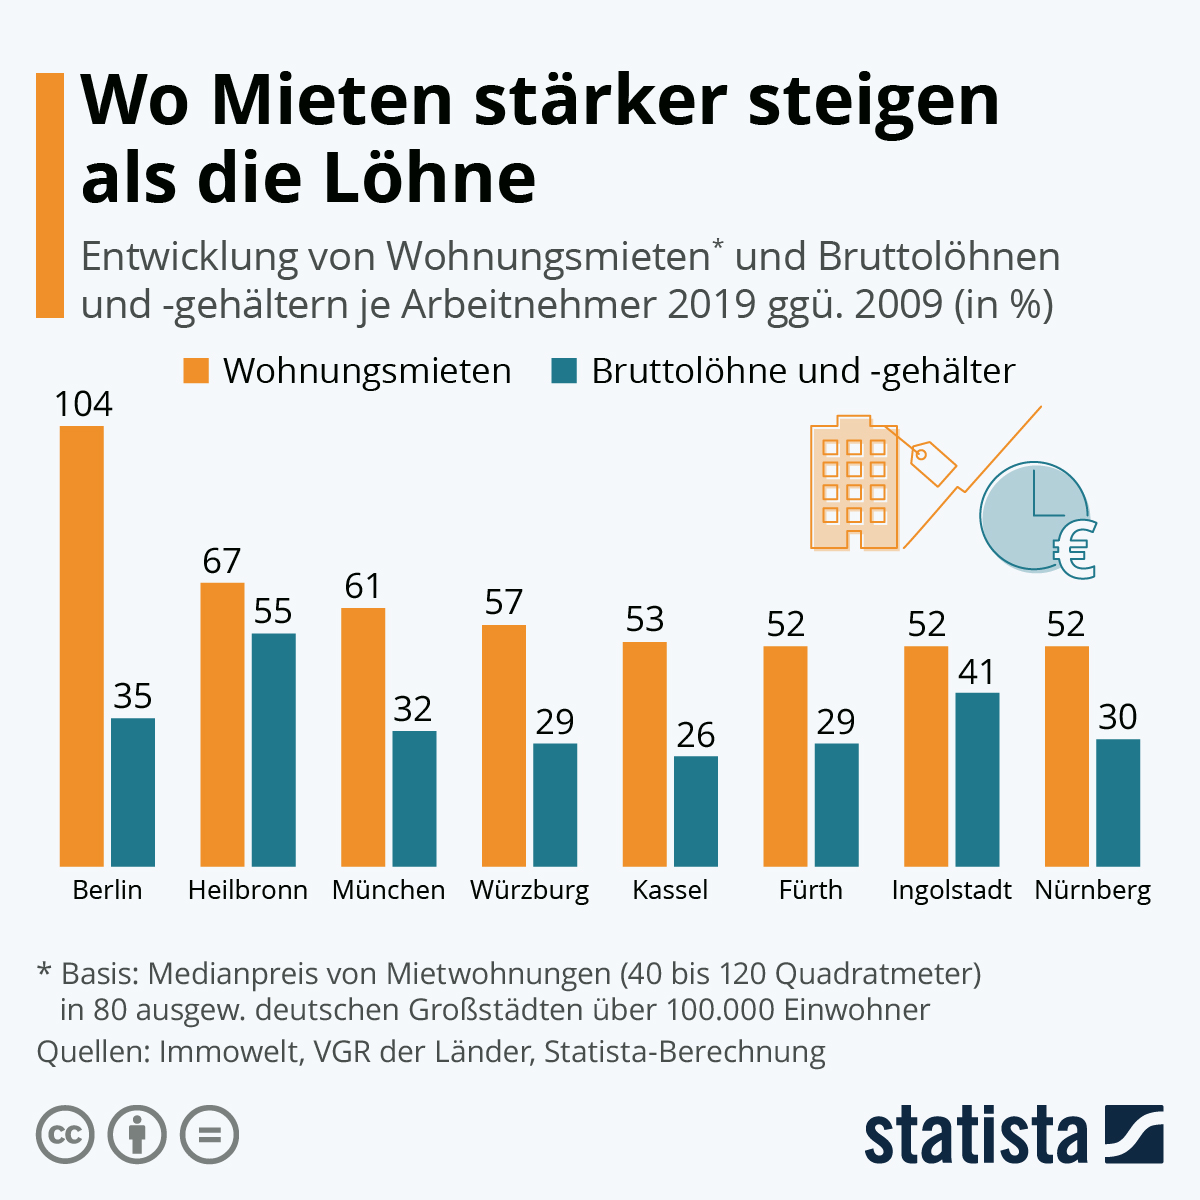 Wo Mieten stärker steigen
als die Löhne
Entwicklung von Wohnungsmieten* und Bruttolöhnen
und -gehältern je Arbeitnehmer 2019 ggü. 2009 (in %)
Wohnungsmieten
Bruttolöhne und -gehälter
104
35
67
55
61
32
57
29
53
26
52
29
52
41
52
30
€
Berlin
Heilbronn
München
Würzburg
Kassel
Fürth
Ingolstadt
Nürnberg
* Basis: Medianpreis von Mietwohnungen (40 bis 120 Quadratmeter)
in 80 ausgew. deutschen Großstädten über 100.000 Einwohner
Quellen: Immowelt, VGR der Länder, Statista-Berechnung
cc
=
statista